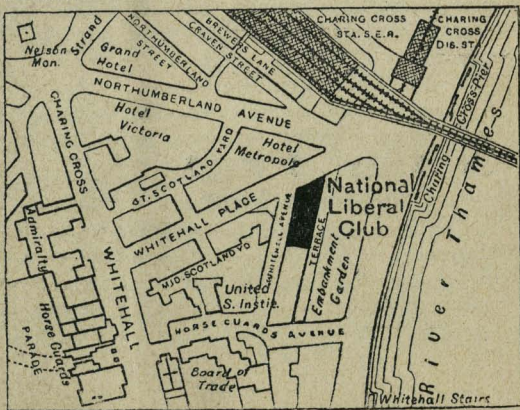 Nelson
Mon.
Strand
Grand
Hotel
NORTHUMBERLAND
STREET
CRAVEN STREET
BREWERS LANE
CHARING CROSS
STA. S.E.R.
CHARING
CROSS
DIS. ST.
NORTHUMBERLAND
AVENUE
Hotel
Victoria
CHARING CROSS
GT. SCOTLAND YARD
Hotel
Metropole
WHITEHALL PLACE
WHITEHALL AVENUE
National
Liberal
Club
TERRACE
Embankment
Garden
Charing Cross Pier
River Thames
Admiralty
WHITEHALL
MID. SCOTLAND YD
United
S. Instit.
Horse Guards
PARADE
HORSE GUARDS AVENUE
Board of
Trade
Whitehall Stairs